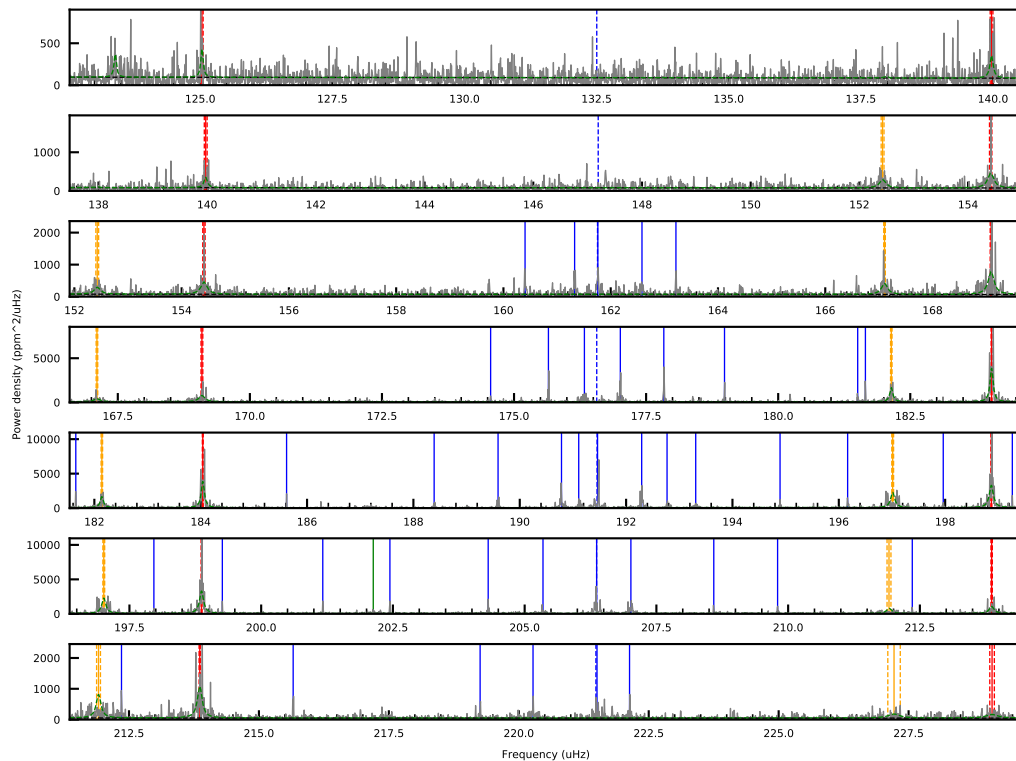 500
0
125.0 127.5 130.0 132.5 135.0 137.5 140.0
1000
0
138 140 142 144 146 148 150 152 154
2000
1000
0
152 154 156 158 160 162 164 166 168
Power density (ppm^2/uHz)
5000
0
167.5 170.0 172.5 175.0 177.5 180.0 182.5
10000
5000
0
182 184 186 188 190 192 194 196 198
10000
5000
0
197.5 200.0 202.5 205.0 207.5 210.0 212.5
2000
1000
0
212.5 215.0 217.5 220.0 222.5 225.0 227.5
Frequency (uHz)